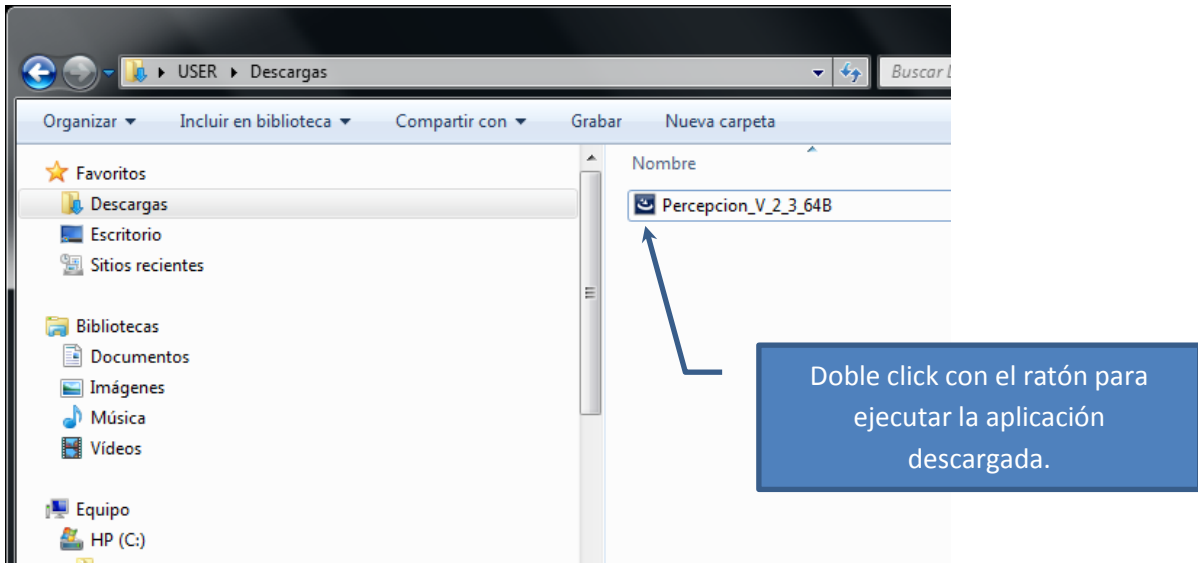 USER ▸ Descargas
Buscar
Organizar Incluir en biblioteca Compartir con Grabar Nueva carpeta
Favoritos
Descargas
Escritorio
Sitios recientes
Bibliotecas
Documentos
Imágenes
Música
Vídeos
Equipo
HP (C:)
Nombre
Percepcion_V_2_3_64B
Doble click con el ratón para
ejecutar la aplicación
descargada.